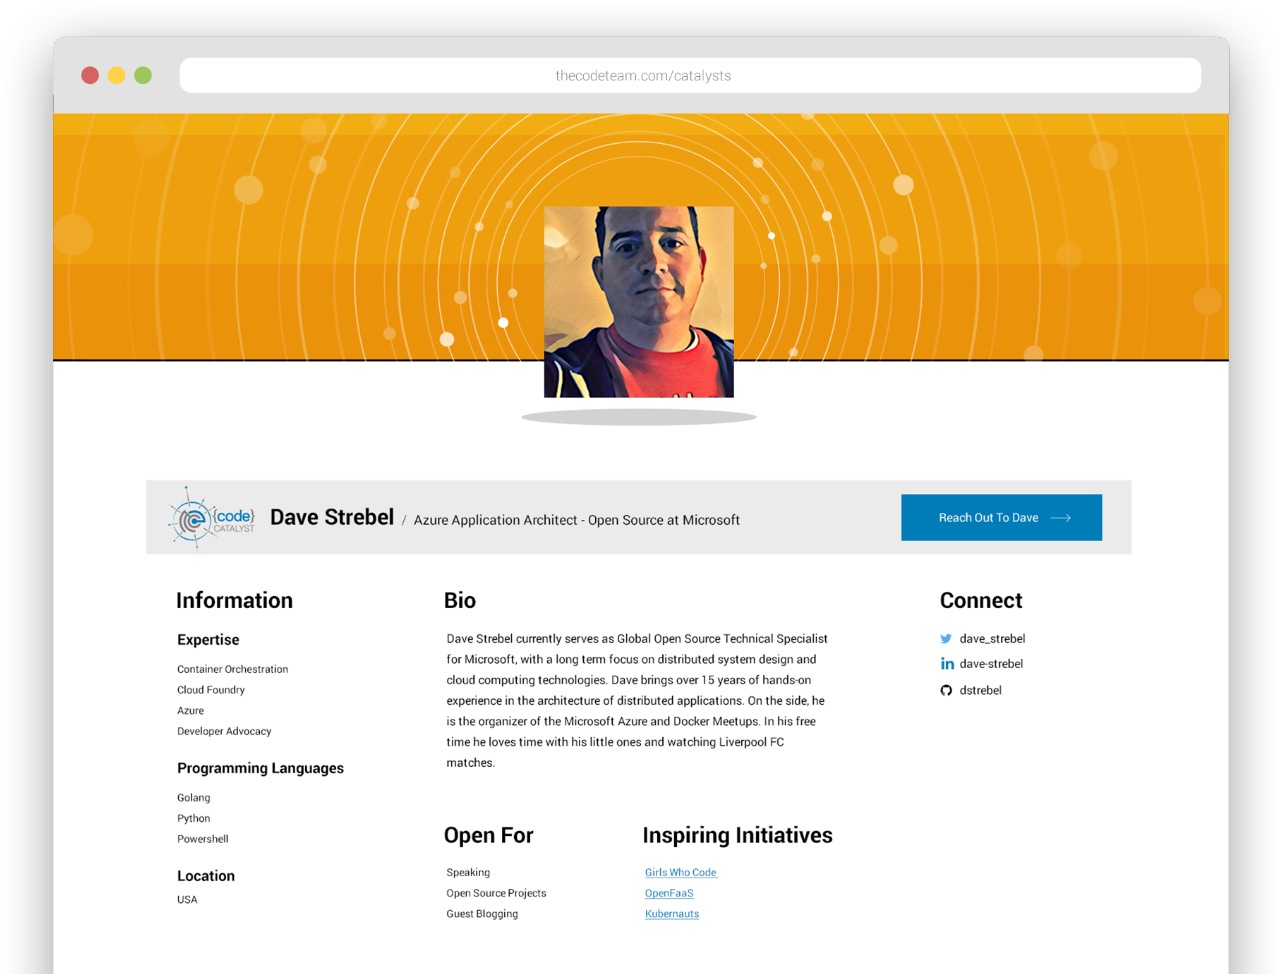 thecodeteam.com/catalysts
{code}
CATALYST
Dave Strebel / Azure Application Architect - Open Source at Microsoft
Reach Out To Dave
Information
Expertise
Container Orchestration
Cloud Foundry
Azure
Developer Advocacy
Programming Languages
Golang
Python
Powershell
Location
USA
Bio
Dave Strebel currently serves as Global Open Source Technical Specialist
for Microsoft, with a long term focus on distributed system design and
cloud computing technologies. Dave brings over 15 years of hands-on
experience in the architecture of distributed applications. On the side, he
is the organizer of the Microsoft Azure and Docker Meetups. In his free
time he loves time with his little ones and watching Liverpool FC
matches.
Open For
Speaking
Open Source Projects
Guest Blogging
Inspiring Initiatives
Girls Who Code
OpenFaaS
Kubernauts
Connect
dave_strebel
in dave-strebel
dstrebel